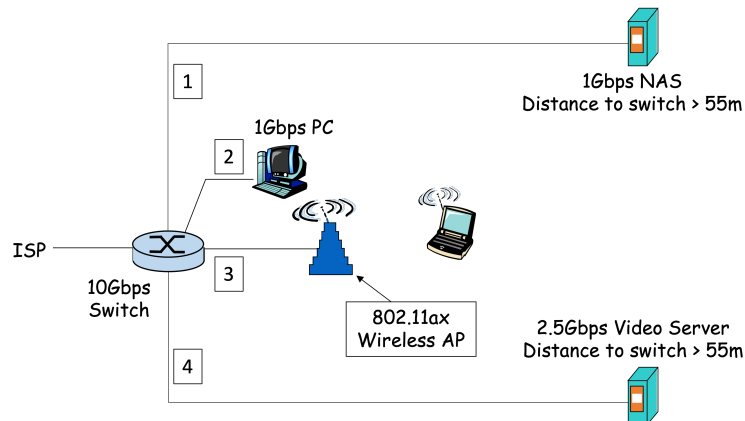 1
1Gbps NAS
Distance to switch > 55m
1Gbps PC
2
ISP
3
10Gbps
Switch
802.11ax
Wireless AP
2.5Gbps Video Server
Distance to switch > 55m
4